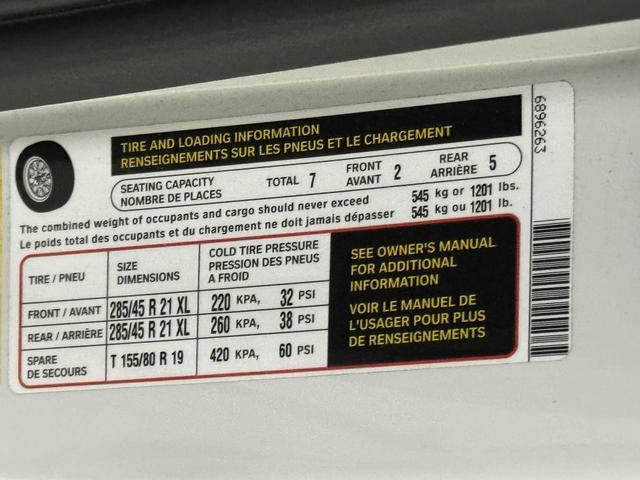 TIRE AND LOADING INFORMATION
RENSEIGNEMENTS SUR LES PNEUS ET LE CHARGEMENT
SEATING CAPACITY
NOMBRE DE PLACES
TOTAL 7
FRONT
AVANT 2
REAR
ARRIÈRE 5
The combined weight of occupants and cargo should never exceed 545 kg or 1201 lbs.
Le poids total des occupants et du chargement ne doit jamais dépasser 545 kg ou 1201 lb.
TIRE / PNEU
SIZE
DIMENSIONS
COLD TIRE PRESSURE
PRESSION DES PNEUS
A FROID
FRONT / AVANT 285/45 R 21 XL 220 KPA, 32 PSI
REAR / ARRIÈRE 285/45 R 21 XL 260 KPA, 38 PSI
SPARE
DE SECOURS T 155/80 R 19 420 KPA, 60 PSI
SEE OWNER'S MANUAL
FOR ADDITIONAL
INFORMATION
VOIR LE MANUEL DE
L'USAGER POUR PLUS
DE RENSEIGNEMENTS
6896263